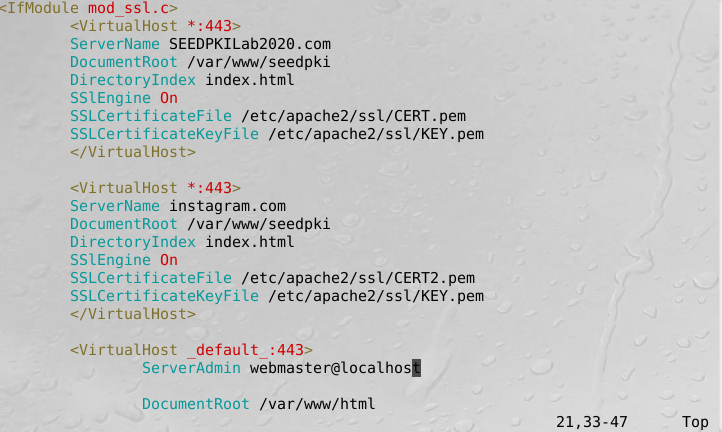 <IfModule mod_ssl.c>
<VirtualHost *:443>
ServerName SEEDPKILab2020.com
DocumentRoot /var/www/seedpki
DirectoryIndex index.html
SSlEngine On
SSLCertificateFile /etc/apache2/ssl/CERT.pem
SSLCertificateKeyFile /etc/apache2/ssl/KEY.pem
</VirtualHost>
<VirtualHost *:443>
ServerName instagram.com
DocumentRoot /var/www/seedpki
DirectoryIndex index.html
SSlEngine On
SSLCertificateFile /etc/apache2/ssl/CERT2.pem
SSLCertificateKeyFile /etc/apache2/ssl/KEY.pem
</VirtualHost>
<VirtualHost _default_:443>
ServerAdmin webmaster@localhost
DocumentRoot /var/www/html
21,33-47 Top